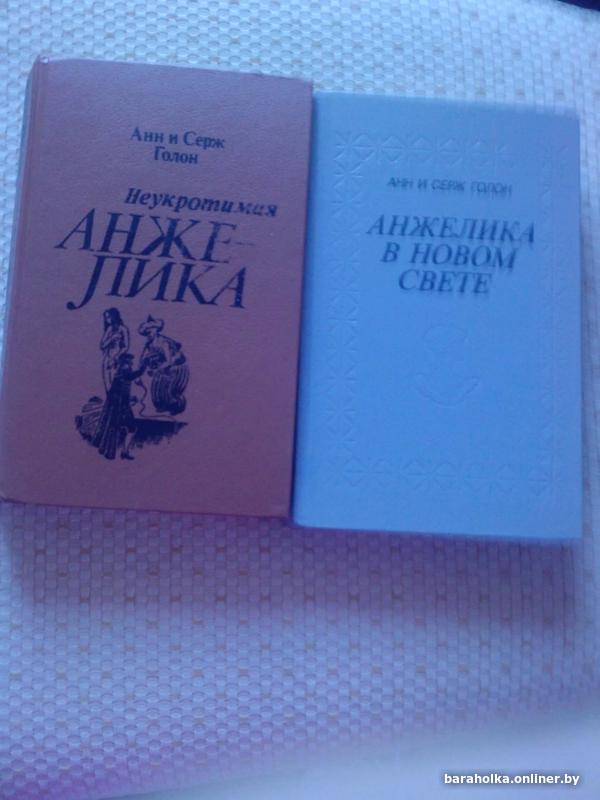 Анн и Серж
Голон
Неукротимая
АНЖЕ-
ЛИКА
АНН И СЕРЖ ГОЛОН
АНЖЕЛИКА
В НОВОМ
СВЕТЕ
baraholka.onliner.by